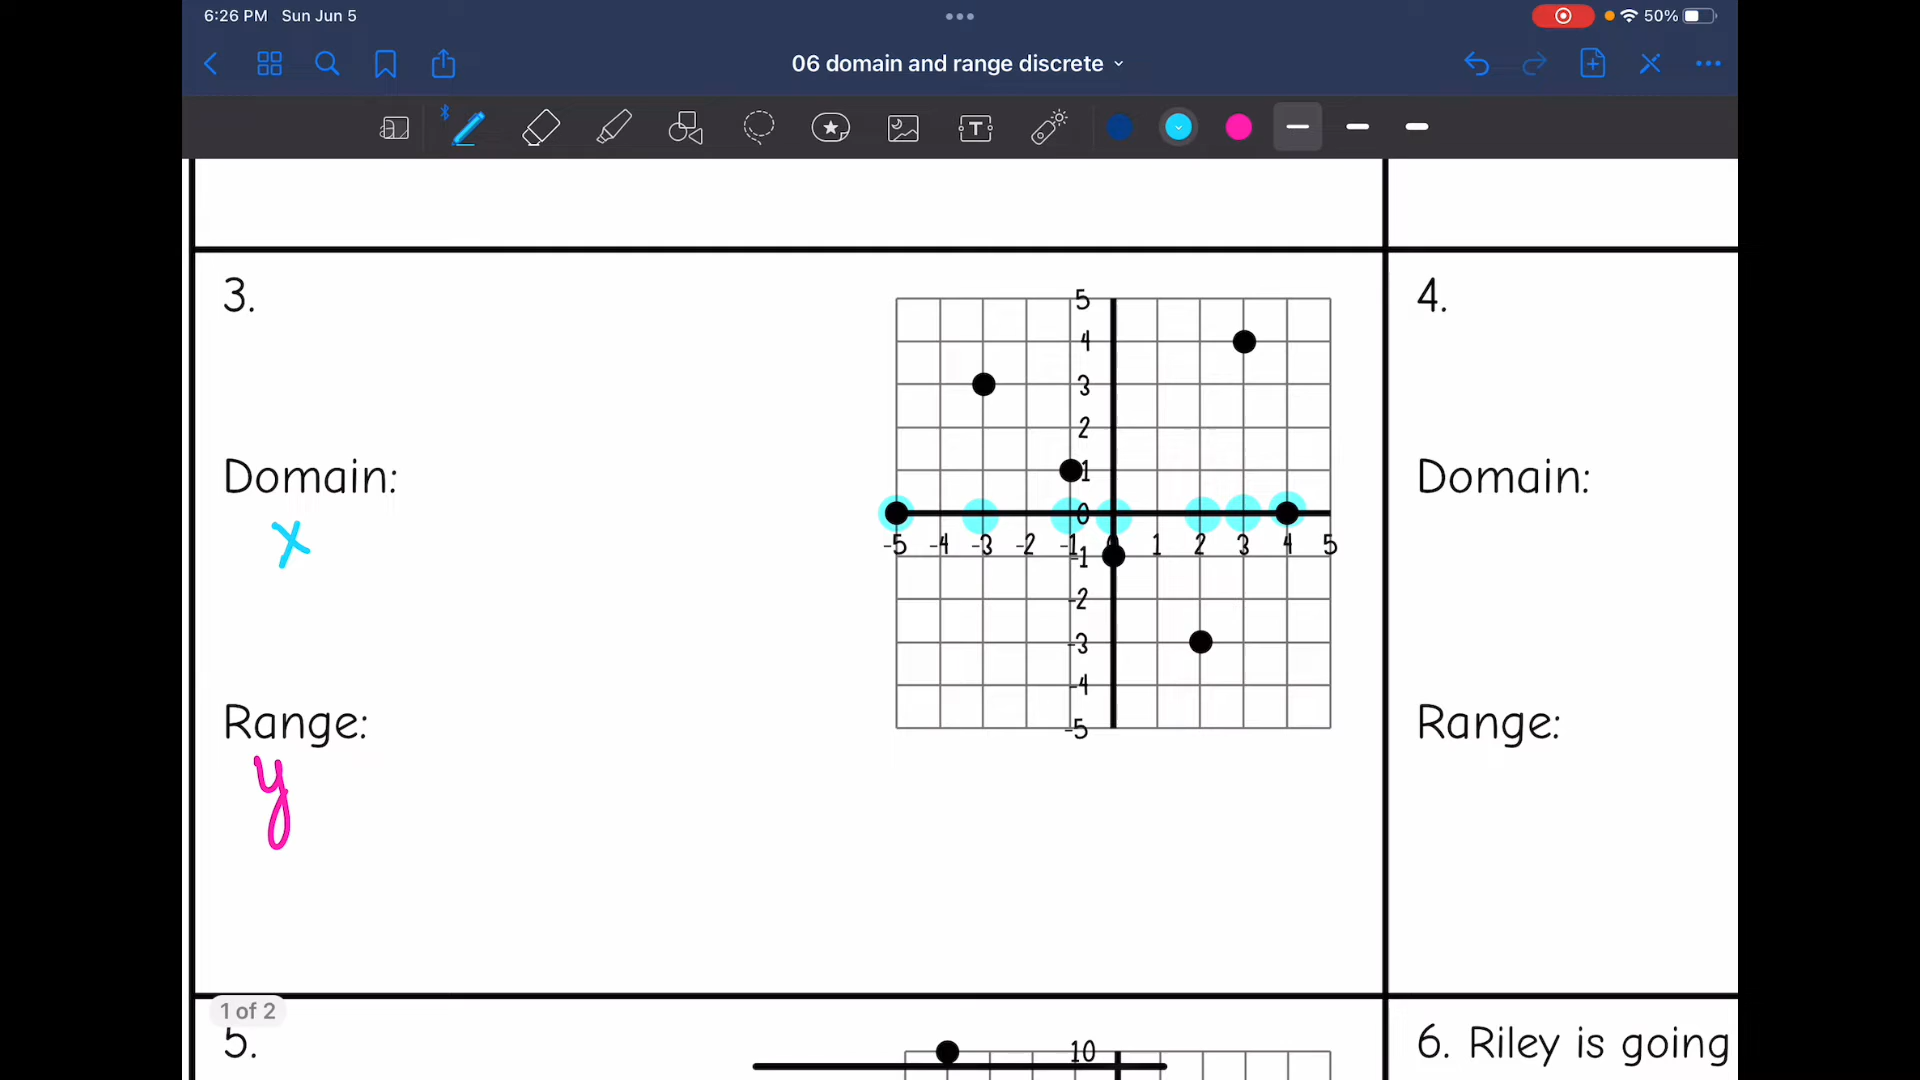 6:26 PM Sun Jun 5
50%
06 domain and range discrete
T
3.
5
4
3
2
1
0
-5 -4 -3 -2 -1 0 1 2 3 4 5
-1
-2
-3
-4
-5
Domain:
x
Range:
y
4.
Domain:
Range:
1 of 2
5.
10
6. Riley is going